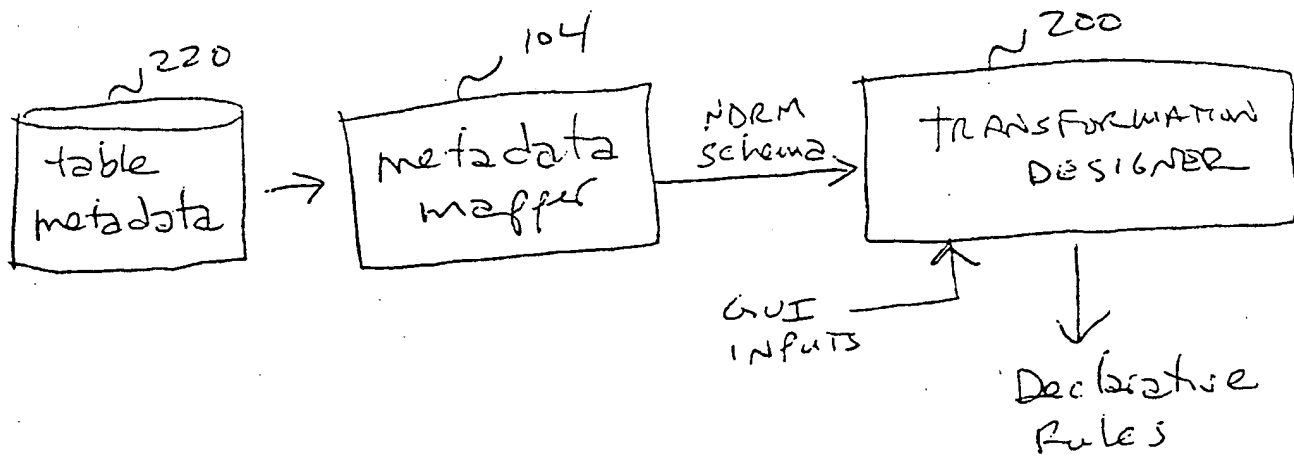 220
table
metadata
104
metadata
mapper
NDRM
schema
200
TRANSFORMATION
DESIGNER
GUI
INPUTS
Declarative
Rules